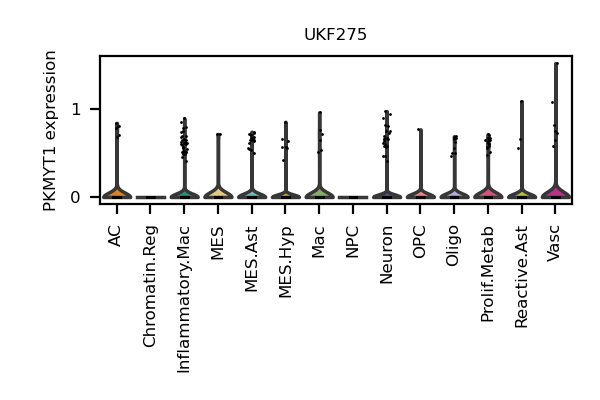 UKF275
PKMYT1 expression
1
0
AC
Chromatin.Reg
Inflammatory.Mac
MES
MES.Ast
MES.Hyp
Mac
NPC
Neuron
OPC
Oligo
Prolif.Metab
Reactive.Ast
Vasc